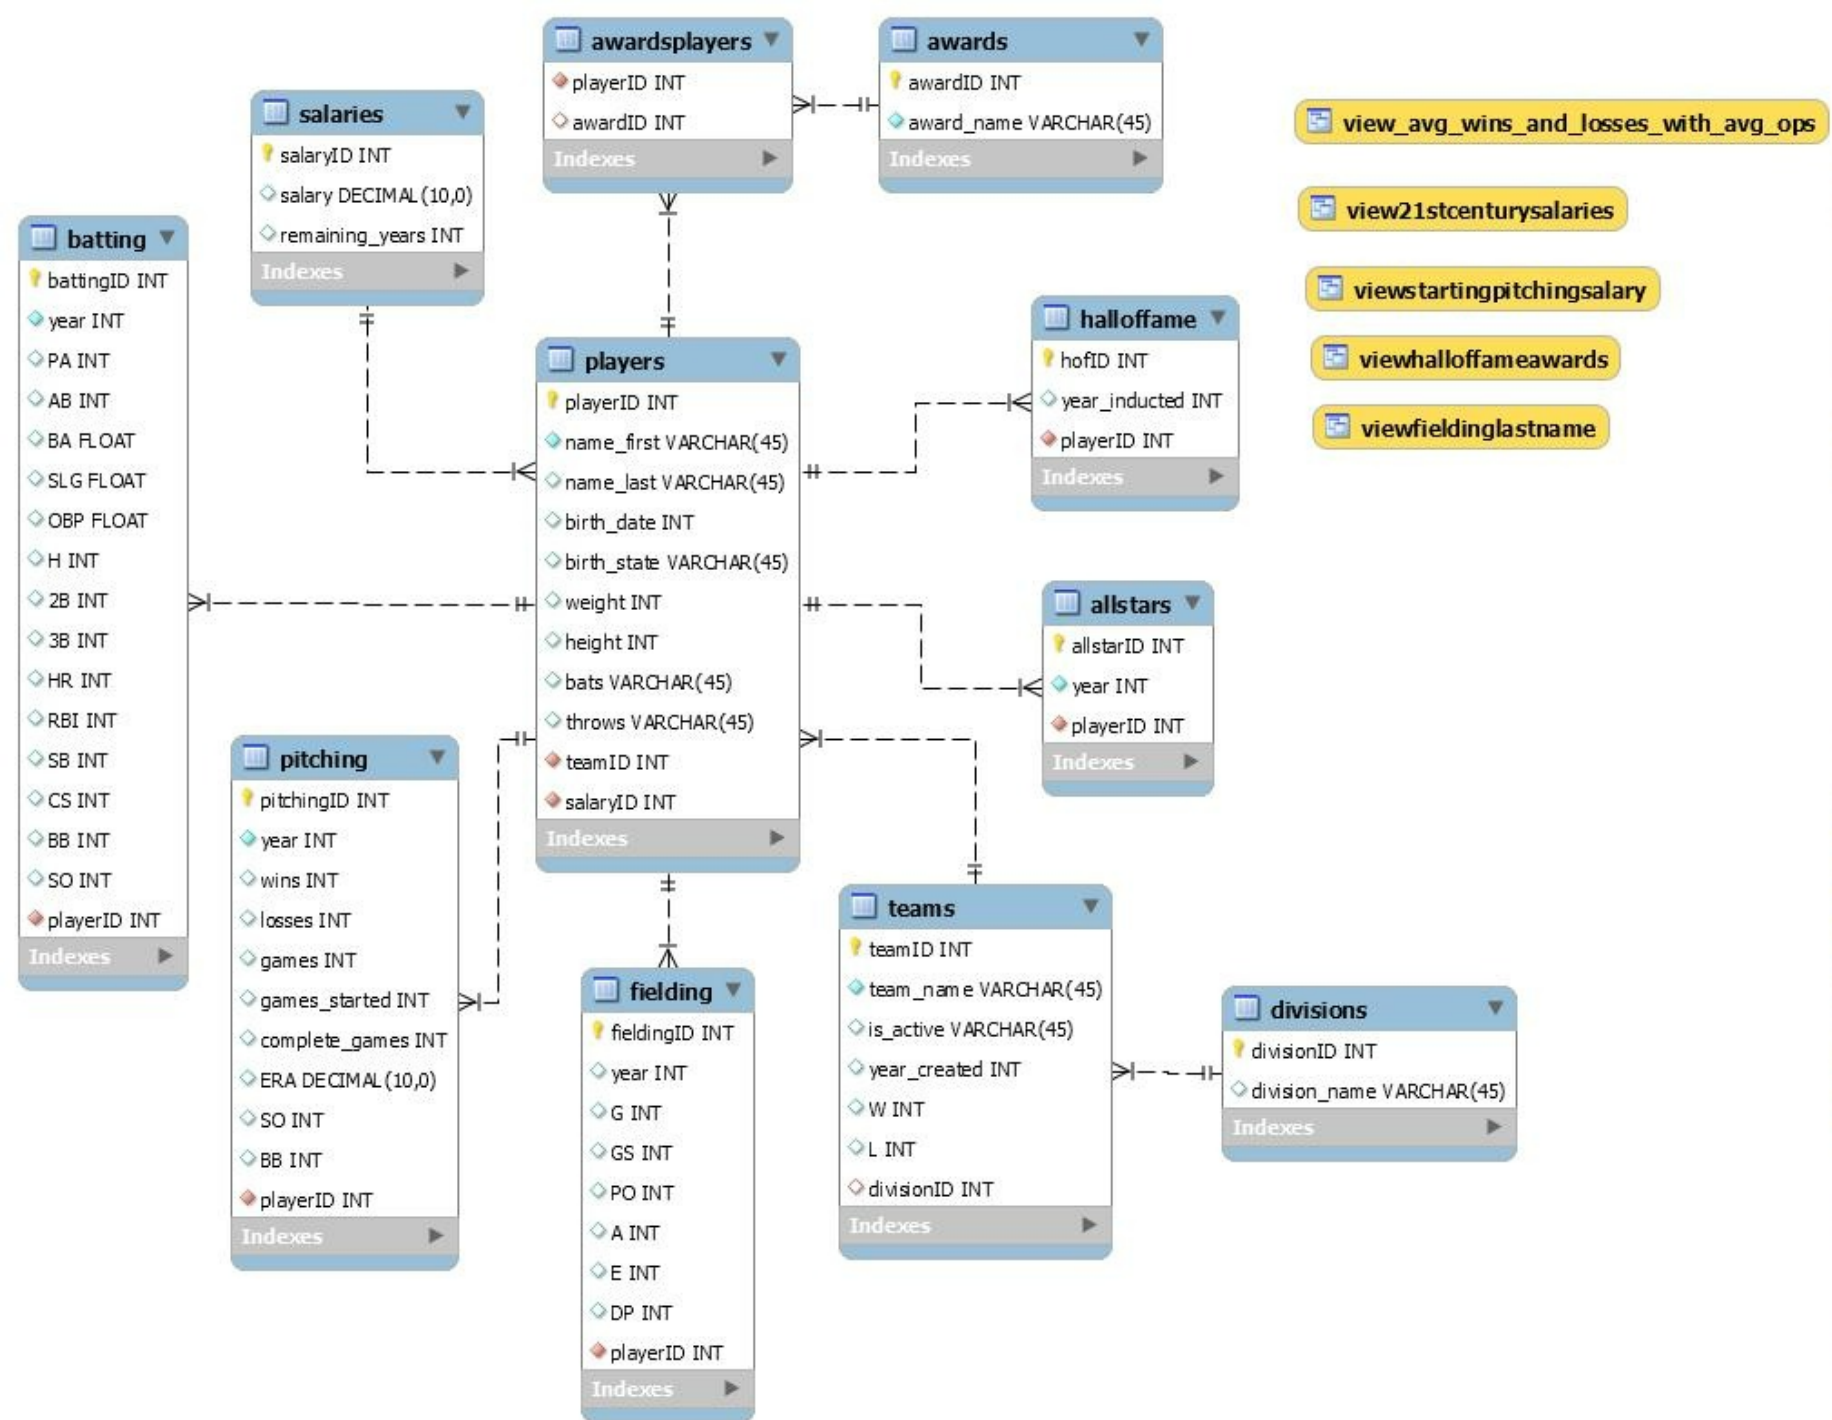 awardsplayers
playerID INT
awardID INT
Indexes
awards
awardID INT
award_name VARCHAR(45)
Indexes
salaries
salaryID INT
salary DECIMAL(10,0)
remaining_years INT
Indexes
batting
battingID INT
year INT
PA INT
AB INT
BA FLOAT
SLG FLOAT
OBP FLOAT
H INT
2B INT
3B INT
HR INT
RBI INT
SB INT
CS INT
BB INT
SO INT
playerID INT
Indexes
players
playerID INT
name_first VARCHAR(45)
name_last VARCHAR(45)
birth_date INT
birth_state VARCHAR(45)
weight INT
height INT
bats VARCHAR(45)
throws VARCHAR(45)
teamID INT
salaryID INT
Indexes
halloffame
hofID INT
year_inducted INT
playerID INT
Indexes
allstars
allstarID INT
year INT
playerID INT
Indexes
pitching
pitchingID INT
year INT
wins INT
losses INT
games INT
games_started INT
complete_games INT
ERA DECIMAL(10,0)
SO INT
BB INT
playerID INT
Indexes
fielding
fieldingID INT
year INT
G INT
GS INT
PO INT
A INT
E INT
DP INT
playerID INT
Indexes
teams
teamID INT
team_name VARCHAR(45)
is_active VARCHAR(45)
year_created INT
W INT
L INT
divisionID INT
Indexes
divisions
divisionID INT
division_name VARCHAR(45)
Indexes
view_avg_wins_and_losses_with_avg_ops
view21stcenturysalaries
viewstartingpitchingsalary
viewhalloffameawards
viewfieldinglastname